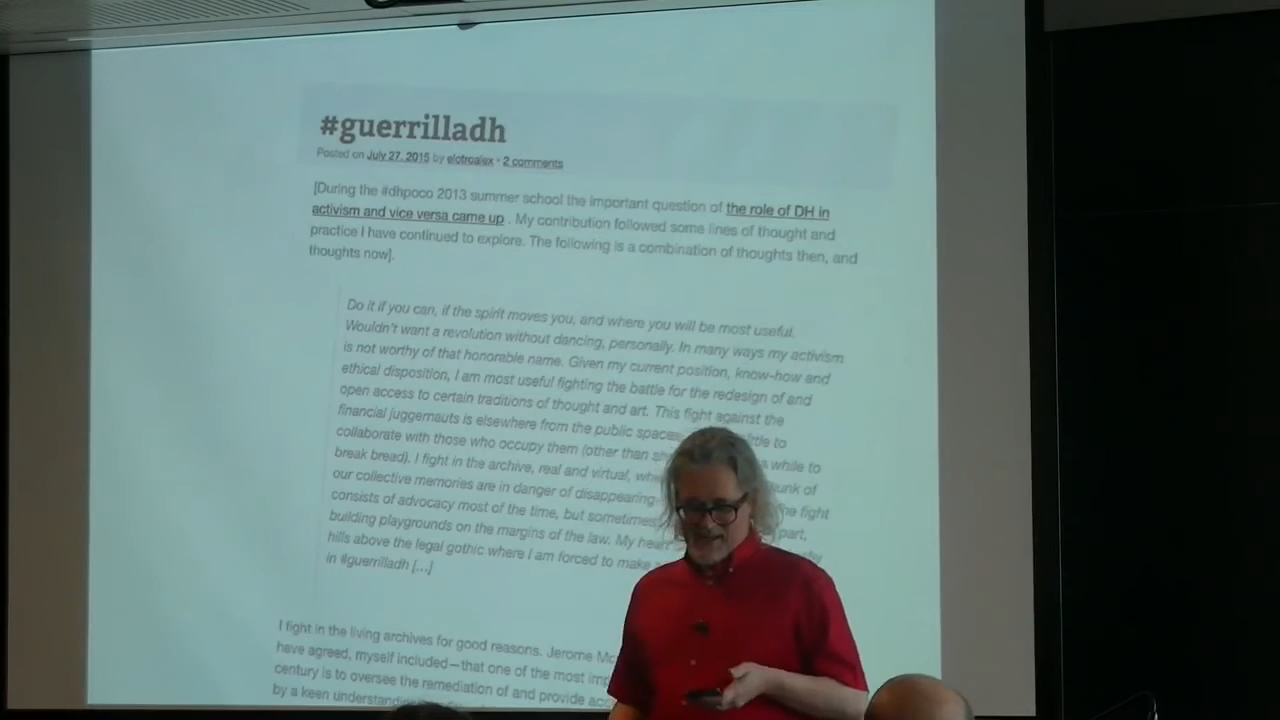 #guerrilladh
Posted on July 27, 2015 by elotroalex • 2 comments
[During the #dhpoco 2013 summer school the important question of the role of DH in
activism and vice versa came up . My contribution followed some lines of thought and
practice I have continued to explore. The following is a combination of thoughts then, and
thoughts now].
Do it if you can, if the spirit moves you, and where you will be most useful.
Wouldn't want a revolution without dancing, personally. In many ways my activism
is not worthy of that honorable name. Given my current position, know-how and
ethical disposition, I am most useful fighting the battle for the redesign of and
open access to certain traditions of thought and art. This fight against the
financial juggernauts is elsewhere from the public spaces to
collaborate with those who occupy them (other than a while to
break bread). I fight in the archive, real and virtual, of
our collective memories are in danger of disappearing fight
consists of advocacy most of the time, but sometimes part,
building playgrounds on the margins of the law. My
hills above the legal gothic where I am forced to make
in #guerrilladh [...]
I fight in the living archives for good reasons. Jerome
have agreed, myself included—that one of the most
century is to oversee the remediation of and provide
by a keen